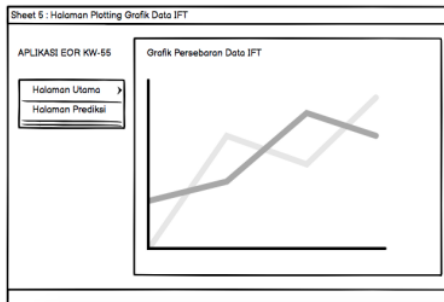 Sheet 5 : Halaman Plotting Grafik Data IFT
APLIKASI EOR KW-55
Grafik Persebaran Data IFT
Halaman Utama
Halaman Prediksi